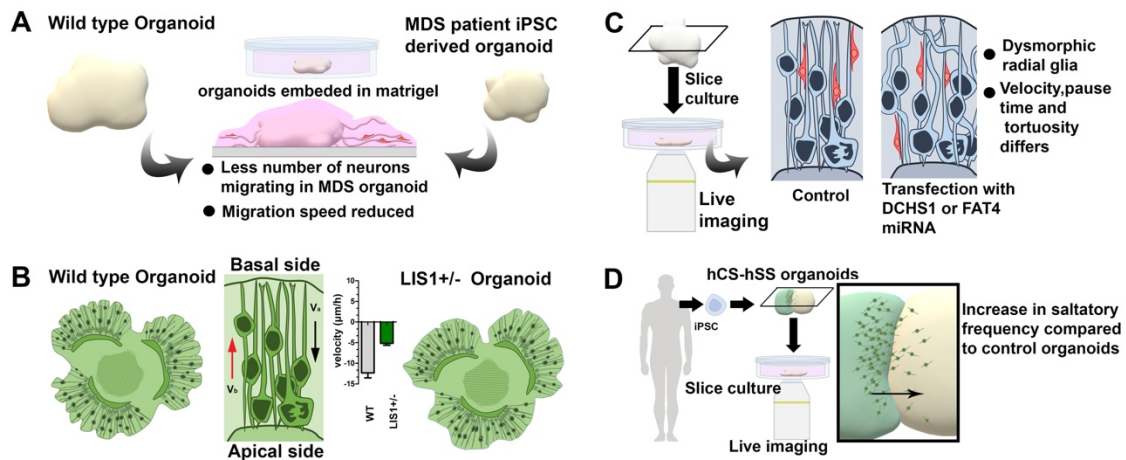 A
Wild type Organoid
MDS patient iPSC
derived organoid
organoids embeded in matrigel
● Less number of neurons
migrating in MDS organoid
● Migration speed reduced
B
Wild type Organoid
Basal side
Va
Vb
Apical side
velocity (µm/h)
10
5
0
-5
-10
-15
WT
LIS1+/-
LIS1+/- Organoid
C
Slice
culture
Live
imaging
Control
Transfection with
DCHS1 or FAT4
miRNA
● Dysmorphic
radial glia
● Velocity,pause
time and
tortuosity
differs
D
hCS-hSS organoids
iPSC
Slice culture
Live imaging
Increase in saltatory
frequency compared
to control organoids